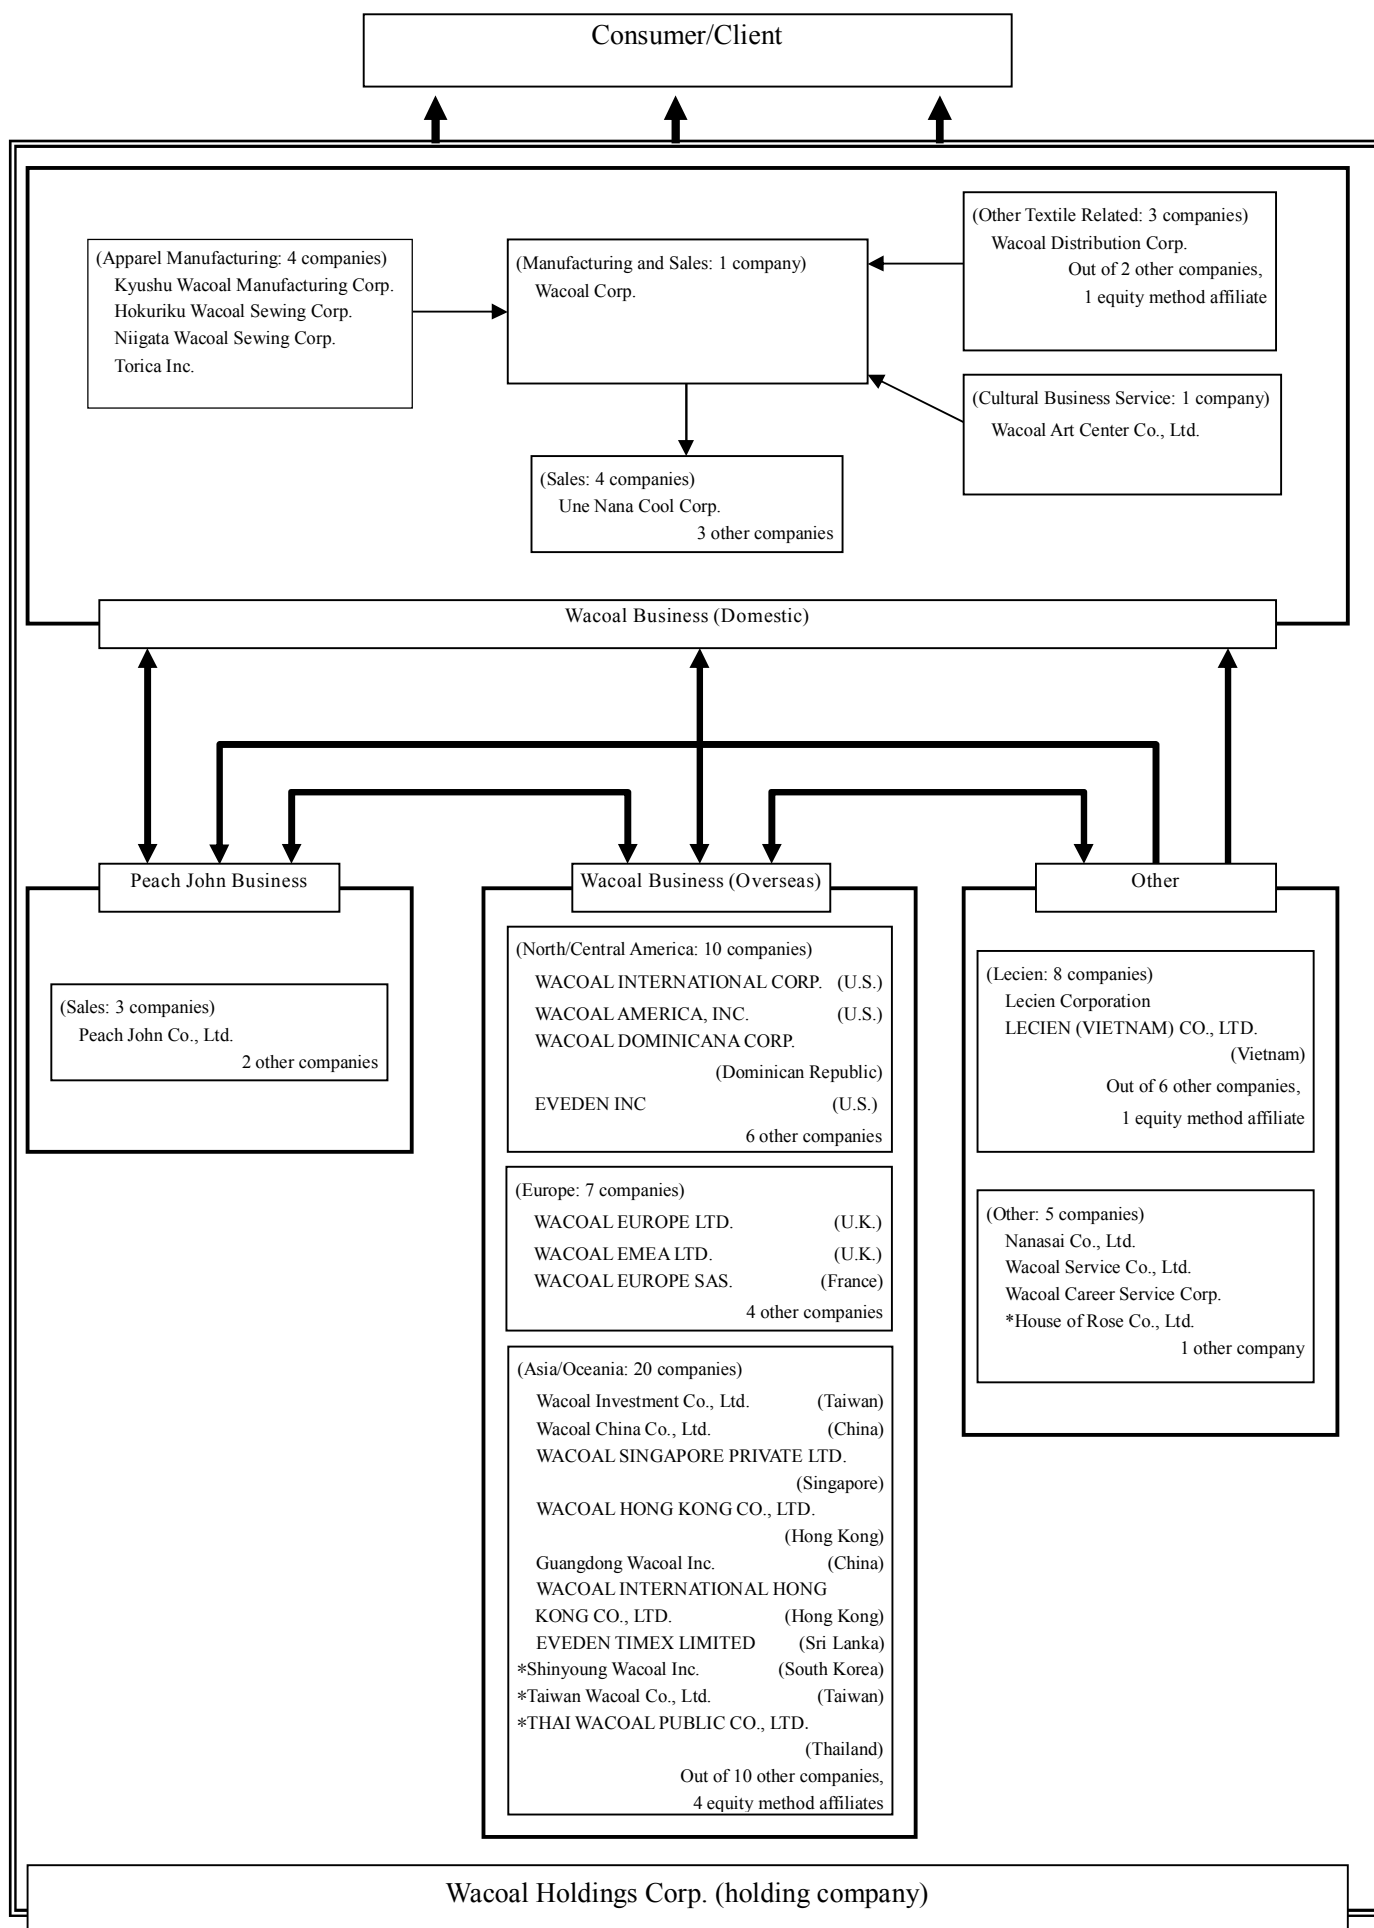 Consumer/Client
(Apparel Manufacturing: 4 companies)
Kyushu Wacoal Manufacturing Corp.
Hokuriku Wacoal Sewing Corp.
Niigata Wacoal Sewing Corp.
Torica Inc.
(Manufacturing and Sales: 1 company)
Wacoal Corp.
(Other Textile Related: 3 companies)
Wacoal Distribution Corp.
Out of 2 other companies,
1 equity method affiliate
(Cultural Business Service: 1 company)
Wacoal Art Center Co., Ltd.
(Sales: 4 companies)
Une Nana Cool Corp.
3 other companies
Wacoal Business (Domestic)
Peach John Business
(Sales: 3 companies)
Peach John Co., Ltd.
2 other companies
Wacoal Business (Overseas)
(North/Central America: 10 companies)
WACOAL INTERNATIONAL CORP. (U.S.)
WACOAL AMERICA, INC. (U.S.)
WACOAL DOMINICANA CORP.
(Dominican Republic)
EVEDEN INC (U.S.)
6 other companies
(Europe: 7 companies)
WACOAL EUROPE LTD. (U.K.)
WACOAL EMEA LTD. (U.K.)
WACOAL EUROPE SAS. (France)
4 other companies
(Asia/Oceania: 20 companies)
Wacoal Investment Co., Ltd. (Taiwan)
Wacoal China Co., Ltd. (China)
WACOAL SINGAPORE PRIVATE LTD.
(Singapore)
WACOAL HONG KONG CO., LTD.
(Hong Kong)
Guangdong Wacoal Inc. (China)
WACOAL INTERNATIONAL HONG
KONG CO., LTD. (Hong Kong)
EVEDEN TIMEX LIMITED (Sri Lanka)
*Shinyoung Wacoal Inc. (South Korea)
*Taiwan Wacoal Co., Ltd. (Taiwan)
*THAI WACOAL PUBLIC CO., LTD.
(Thailand)
Out of 10 other companies,
4 equity method affiliates
Other
(Lecien: 8 companies)
Lecien Corporation
LECIEN (VIETNAM) CO., LTD.
(Vietnam)
Out of 6 other companies,
1 equity method affiliate
(Other: 5 companies)
Nanasai Co., Ltd.
Wacoal Service Co., Ltd.
Wacoal Career Service Corp.
*House of Rose Co., Ltd.
1 other company
Wacoal Holdings Corp. (holding company)